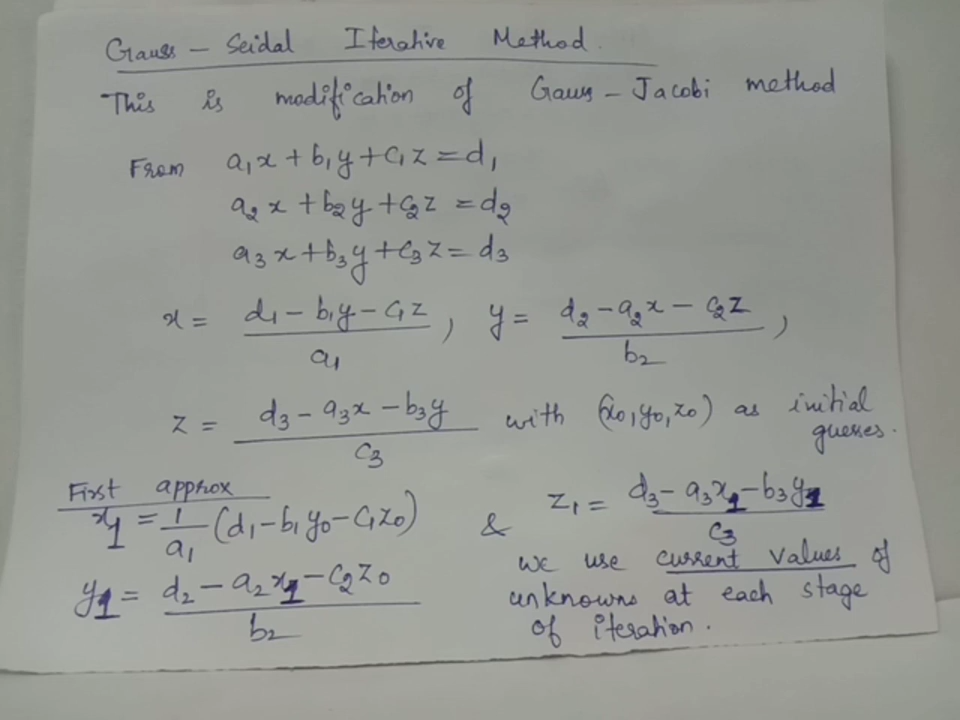 Gauss - Seidal Iterative Method.
This is modification of Gauss - Jacobi method
From a₁x + b₁y + c₁z = d₁
a₂x + b₂y + c₂z = d₂
a₃x + b₃y + c₃z = d₃
x = (d₁ - b₁y - c₁z) / a₁, y = (d₂ - a₂x - c₂z) / b₂,
z = (d₃ - a₃x - b₃y) / c₃ with (x₀, y₀, z₀) as initial guesses.
First approx
x₁ = 1/a₁ (d₁ - b₁y₀ - c₁z₀)
y₁ = (d₂ - a₂x₁ - c₂z₀) / b₂
& z₁ = (d₃ - a₃x₁ - b₃y₁) / c₃
we use current values of
unknowns at each stage
of iteration.